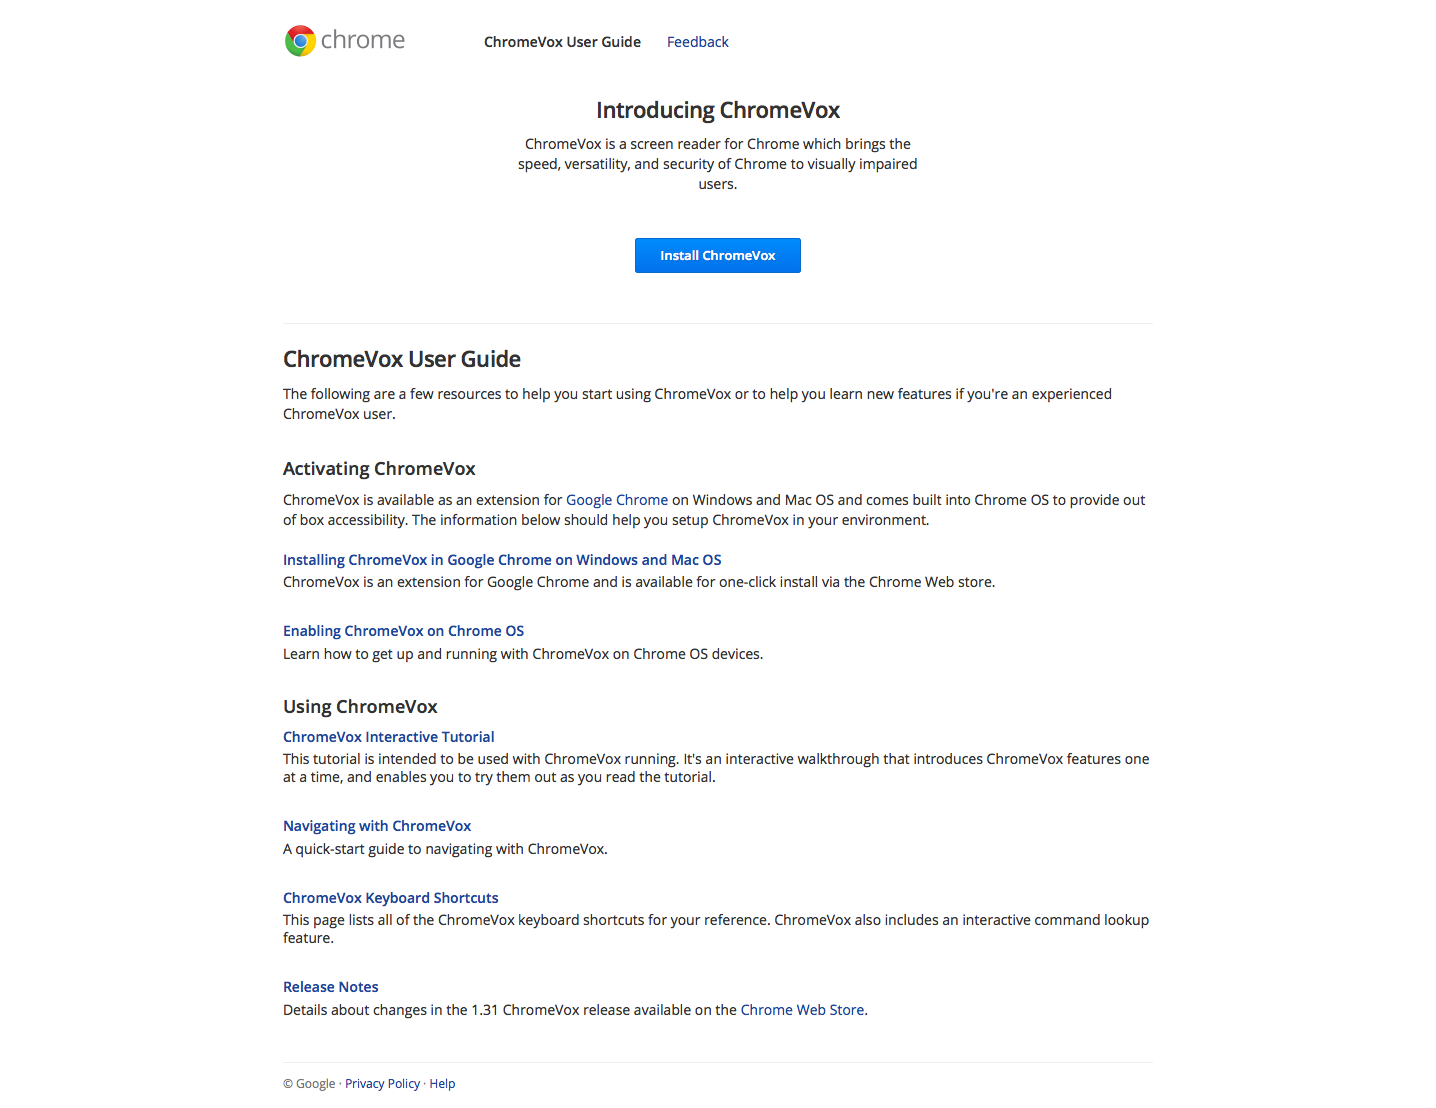 chrome
ChromeVox User Guide
Feedback
Introducing ChromeVox
ChromeVox is a screen reader for Chrome which brings the
speed, versatility, and security of Chrome to visually impaired
users.
Install ChromeVox
ChromeVox User Guide
The following are a few resources to help you start using ChromeVox or to help you learn new features if you're an experienced
ChromeVox user.
Activating ChromeVox
ChromeVox is available as an extension for Google Chrome on Windows and Mac OS and comes built into Chrome OS to provide out
of box accessibility. The information below should help you setup ChromeVox in your environment.
Installing ChromeVox in Google Chrome on Windows and Mac OS
ChromeVox is an extension for Google Chrome and is available for one-click install via the Chrome Web store.
Enabling ChromeVox on Chrome OS
Learn how to get up and running with ChromeVox on Chrome OS devices.
Using ChromeVox
ChromeVox Interactive Tutorial
This tutorial is intended to be used with ChromeVox running. It's an interactive walkthrough that introduces ChromeVox features one
at a time, and enables you to try them out as you read the tutorial.
Navigating with ChromeVox
A quick-start guide to navigating with ChromeVox.
ChromeVox Keyboard Shortcuts
This page lists all of the ChromeVox keyboard shortcuts for your reference. ChromeVox also includes an interactive command lookup
feature.
Release Notes
Details about changes in the 1.31 ChromeVox release available on the Chrome Web Store.
© Google · Privacy Policy · Help